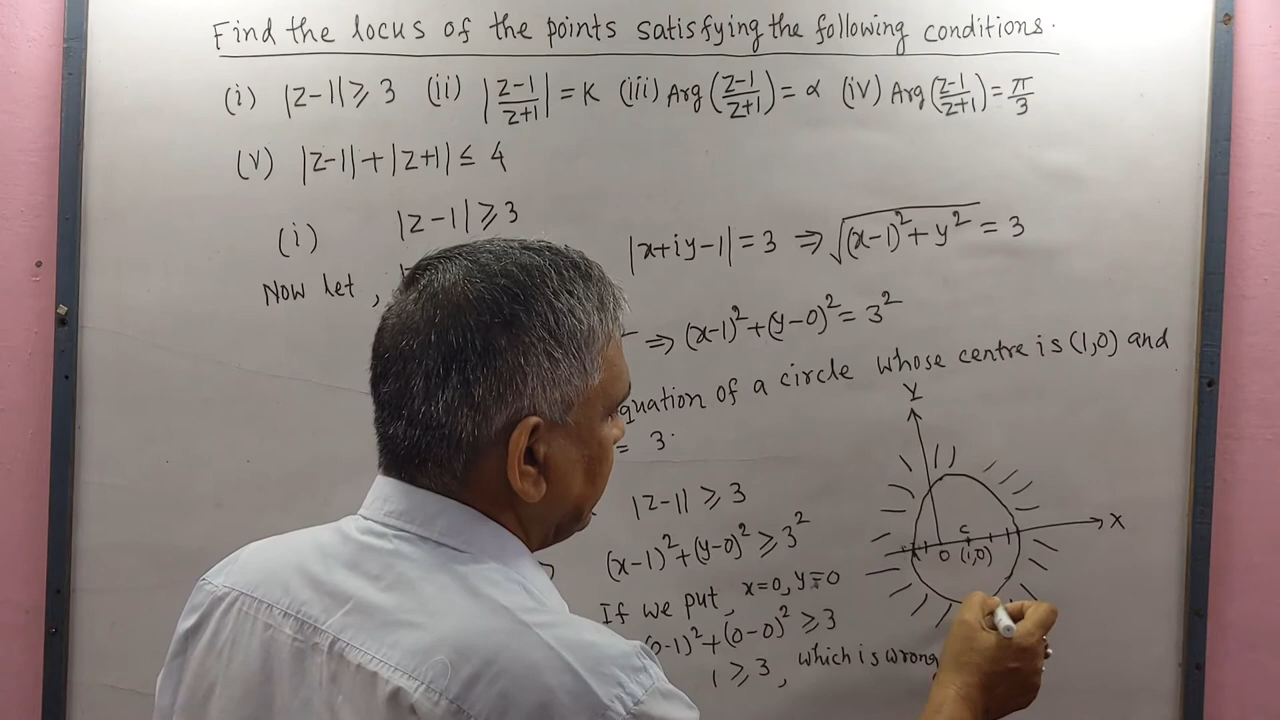 Find the locus of the points satisfying the following conditions.
(i) |z-1| ⩾ 3 (ii) |z-1/z+1| = K (iii) Arg (z-1/z+1) = α (iv) Arg (z-1/z+1) = π/3
(v) |z-1| + |z+1| ≤ 4
(i) |z-1| ⩾ 3
Now let ,
|x+iy-1| = 3 ⇒ √(x-1)²+y² = 3
⇒ (x-1)²+(y-0)² = 3²
quation of a circle whose centre is (1,0) and
= 3.
|z-1| ⩾ 3
(x-1)²+(y-0)² ⩾ 3²
If we put, x=0, y=0
0-1)²+(0-0)² ⩾ 3
1 ⩾ 3, which is wrong
Y
X
C
O (1,0)